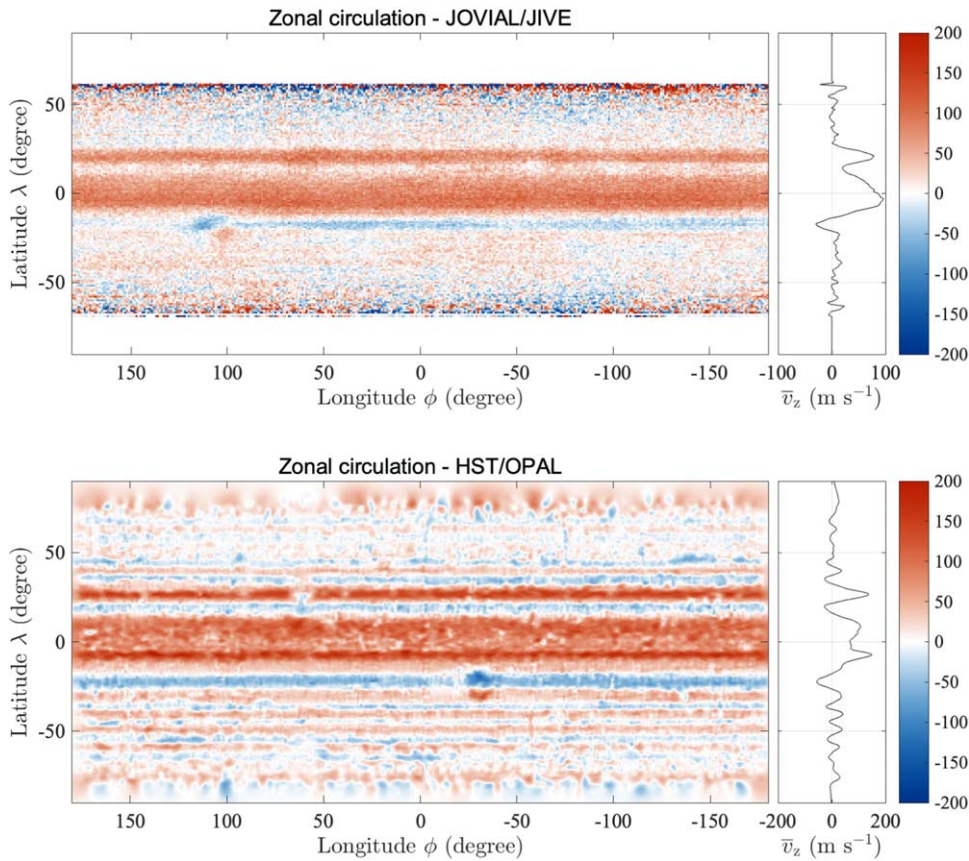 Zonal circulation - JOVIAL/JIVE
Latitude λ (degree)
50
0
-50
150 100 50 0 -50 -100 -150
Longitude ϕ (degree)
-100 0 100
v̅z (m s⁻¹)
200
150
100
50
0
-50
-100
-150
-200
Zonal circulation - HST/OPAL
Latitude λ (degree)
50
0
-50
150 100 50 0 -50 -100 -150
Longitude ϕ (degree)
-200 0 200
v̅z (m s⁻¹)
200
150
100
50
0
-50
-100
-150
-200